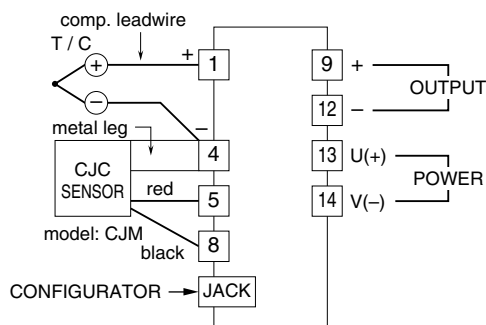 comp. leadwire
T / C
+
+
1
−
−
metal leg
4
CJC
SENSOR
red
5
model: CJM
black
8
CONFIGURATOR
JACK
9
+
OUTPUT
12
−
13
U(+)
POWER
14
V(−)